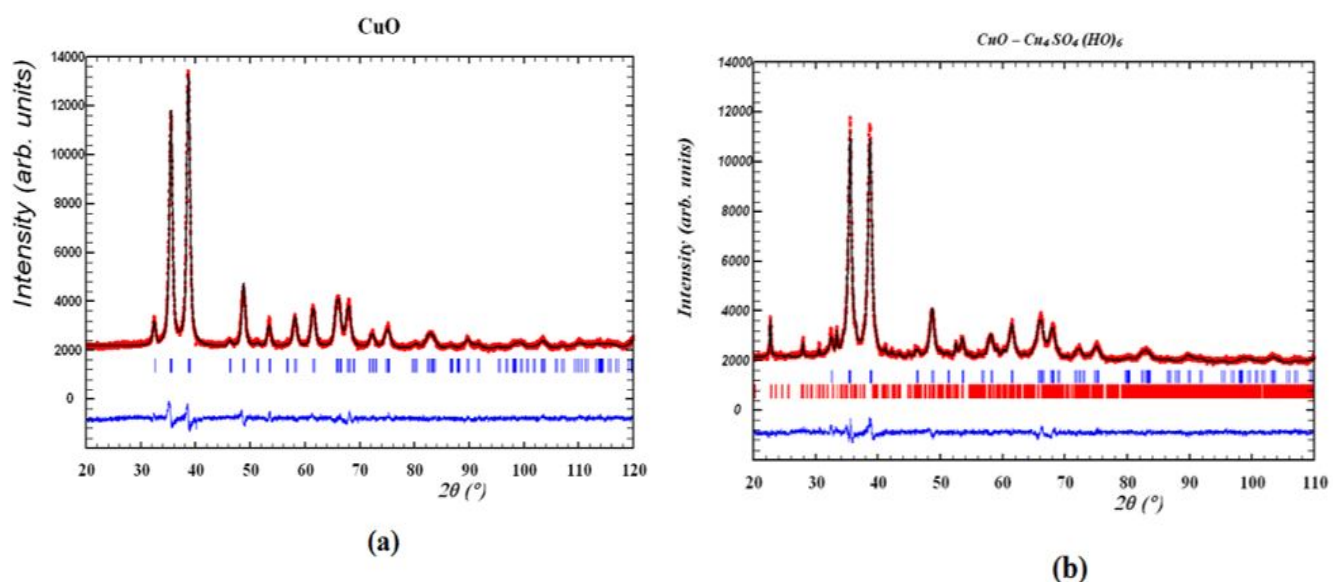 CuO
Intensity (arb. units)
14000
12000
10000
8000
6000
4000
2000
0
20 30 40 50 60 70 80 90 100 110 120
2θ (°)
(a)
CuO – Cu₄ SO₄ (HO)₆
Intensity (arb. units)
14000
12000
10000
8000
6000
4000
2000
0
20 30 40 50 60 70 80 90 100 110
2θ (°)
(b)